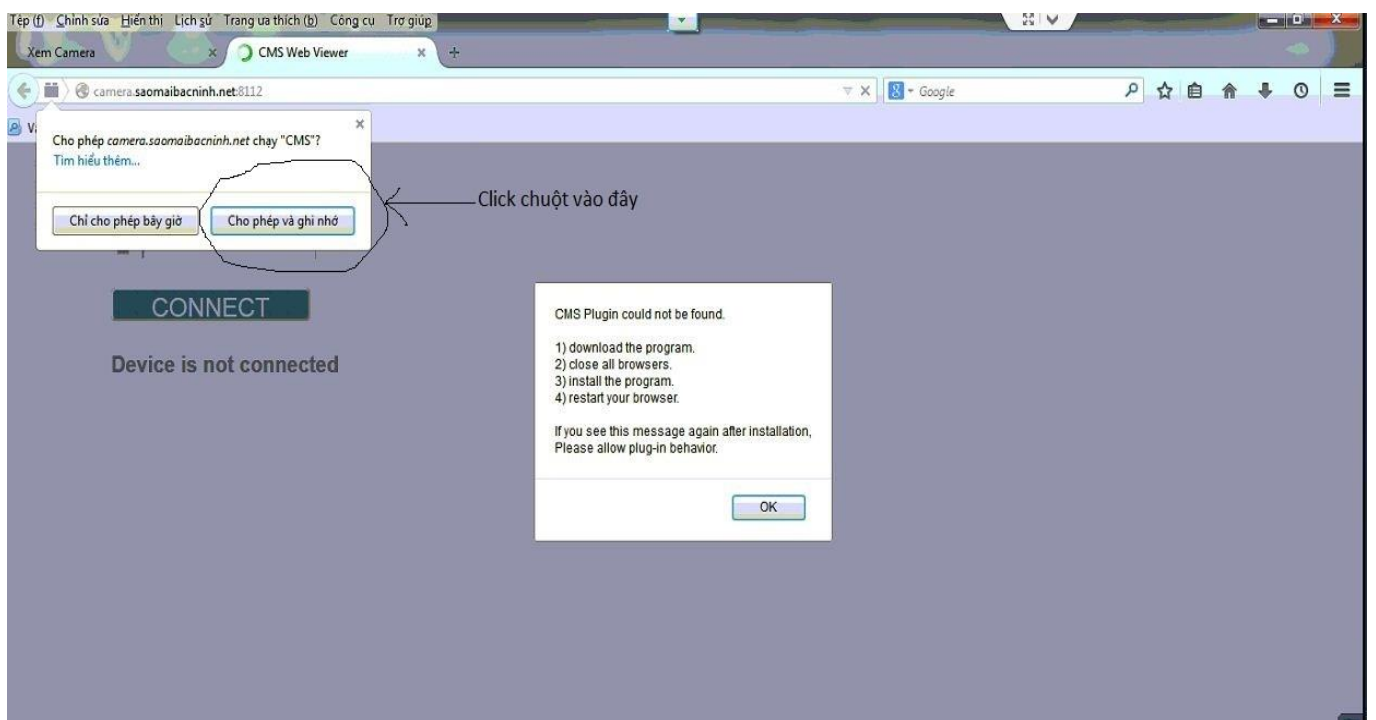 Tệp (f) Chỉnh sửa Hiển thị Lịch sử Trang ưa thích (b) Công cụ Trợ giúp
Xem Camera
CMS Web Viewer
camera.saomaibacninh.net:8112
Google
Cho phép camera.saomaibacninh.net chạy "CMS"?
Tìm hiểu thêm...
Chỉ cho phép bây giờ
Cho phép và ghi nhớ
Click chuột vào đây
CONNECT
Device is not connected
CMS Plugin could not be found.
1) download the program.
2) close all browsers.
3) install the program.
4) restart your browser.
If you see this message again after installation,
Please allow plug-in behavior.
OK